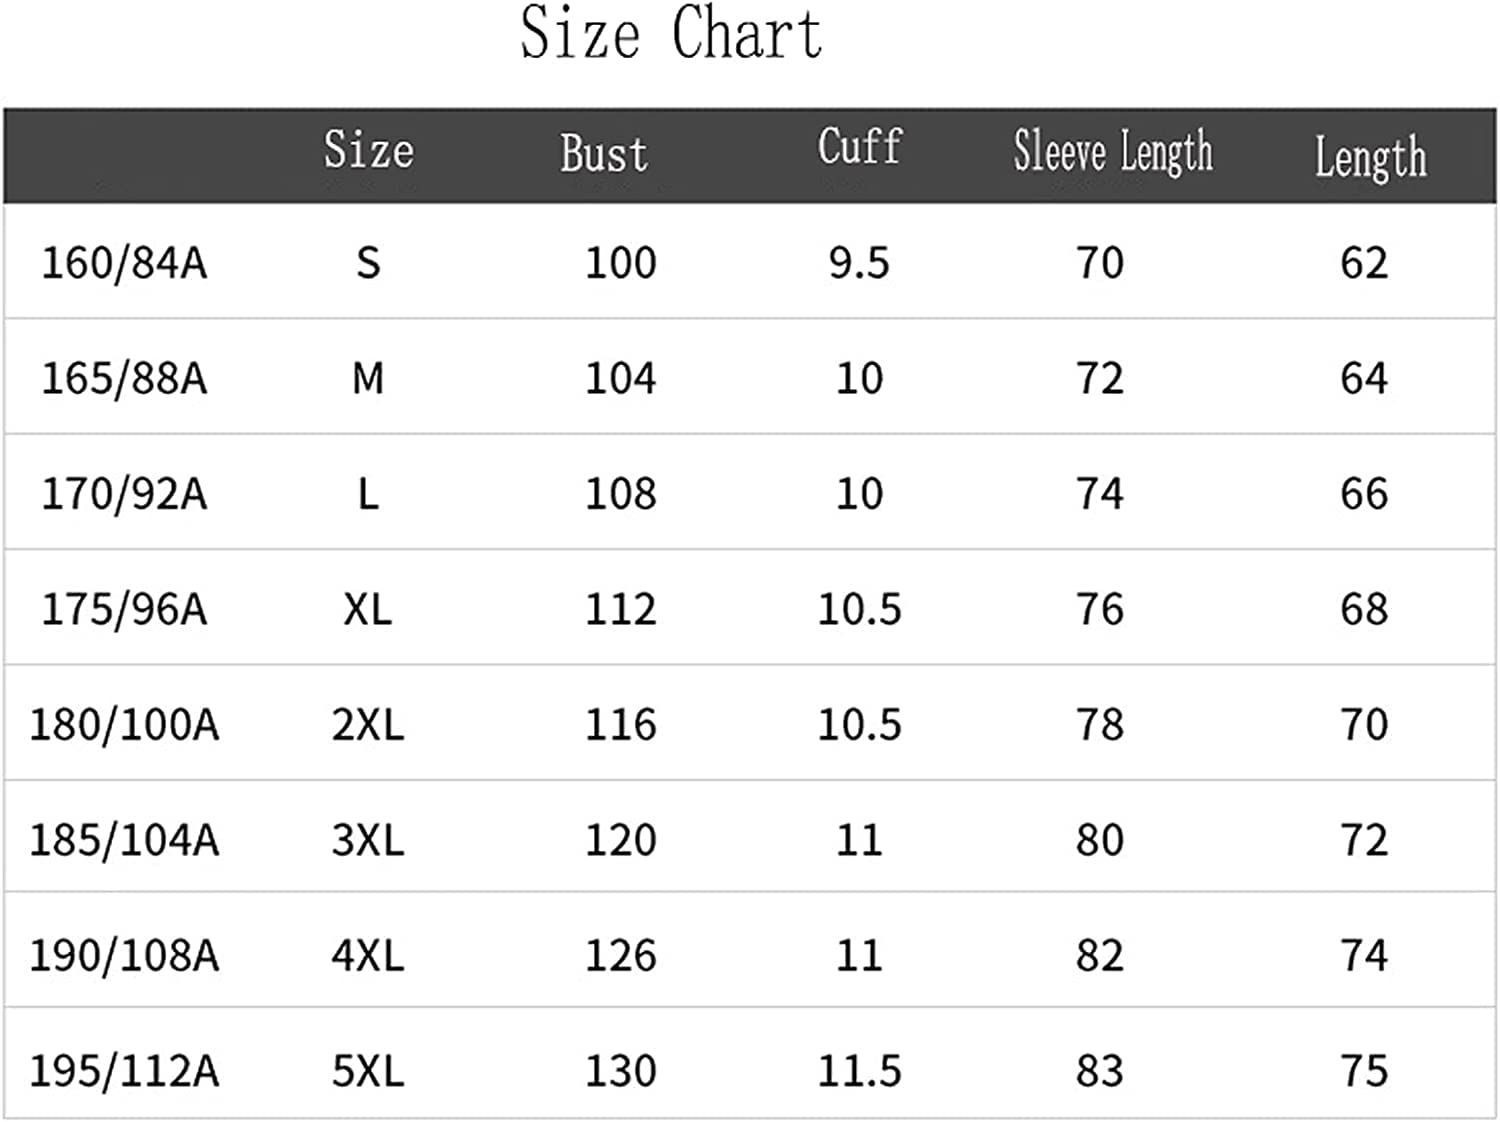 Size Chart
Size Bust Cuff Sleeve Length Length
160/84A S 100 9.5 70 62
165/88A M 104 10 72 64
170/92A L 108 10 74 66
175/96A XL 112 10.5 76 68
180/100A 2XL 116 10.5 78 70
185/104A 3XL 120 11 80 72
190/108A 4XL 126 11 82 74
195/112A 5XL 130 11.5 83 75